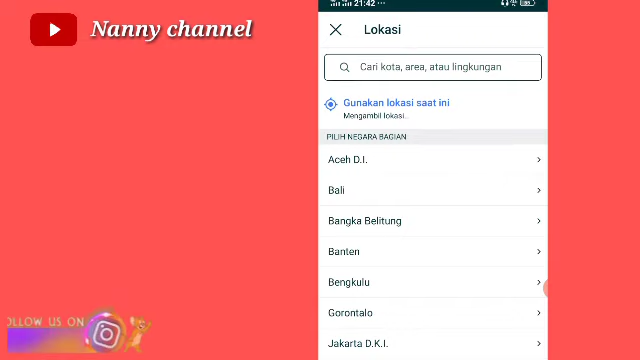 Nanny channel
21:42
Lokasi
Cari kota, area, atau lingkungan
Gunakan lokasi saat ini
Mengambil lokasi..
PILIH NEGARA BAGIAN
Aceh D.I.
Bali
Bangka Belitung
Banten
Bengkulu
Gorontalo
Jakarta D.K.I.
OLLOW US ON